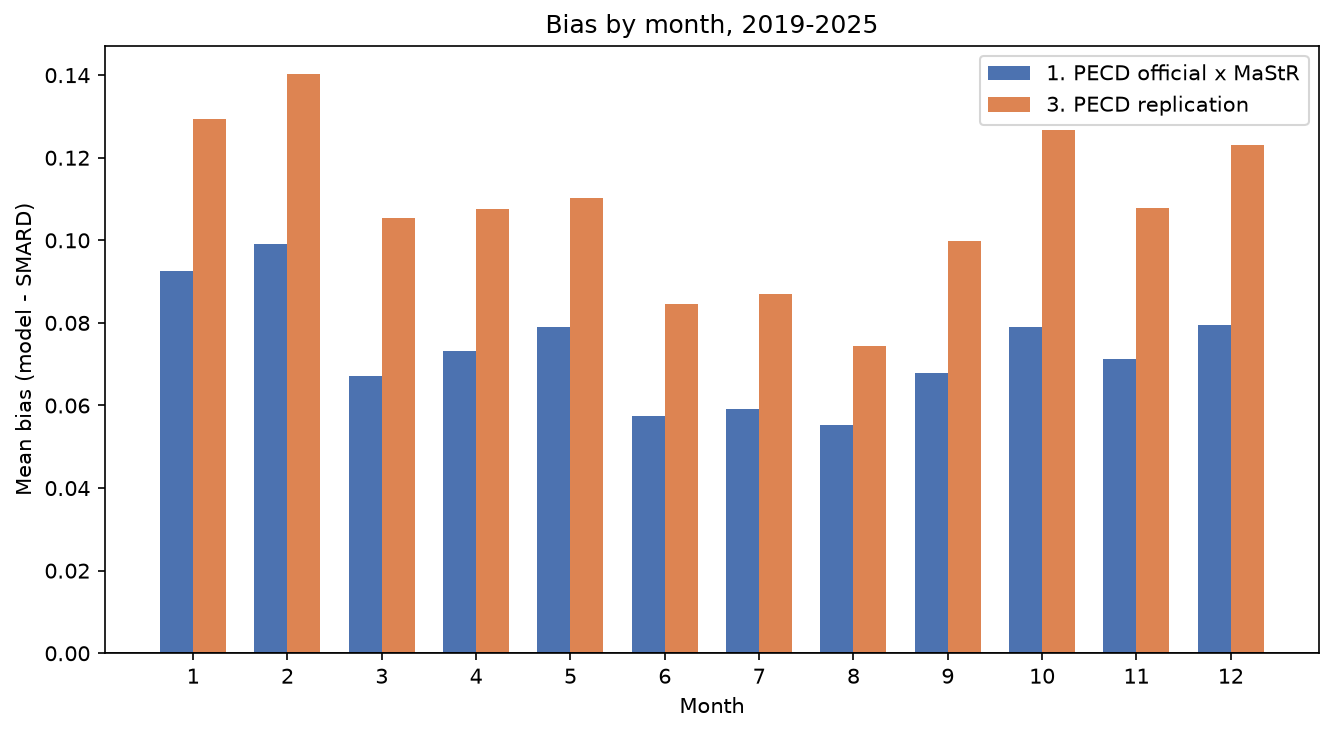 Bias by month, 2019-2025
1. PECD official x MaStR
3. PECD replication
Mean bias (model - SMARD)
0.14
0.12
0.10
0.08
0.06
0.04
0.02
0.00
1 2 3 4 5 6 7 8 9 10 11 12
Month